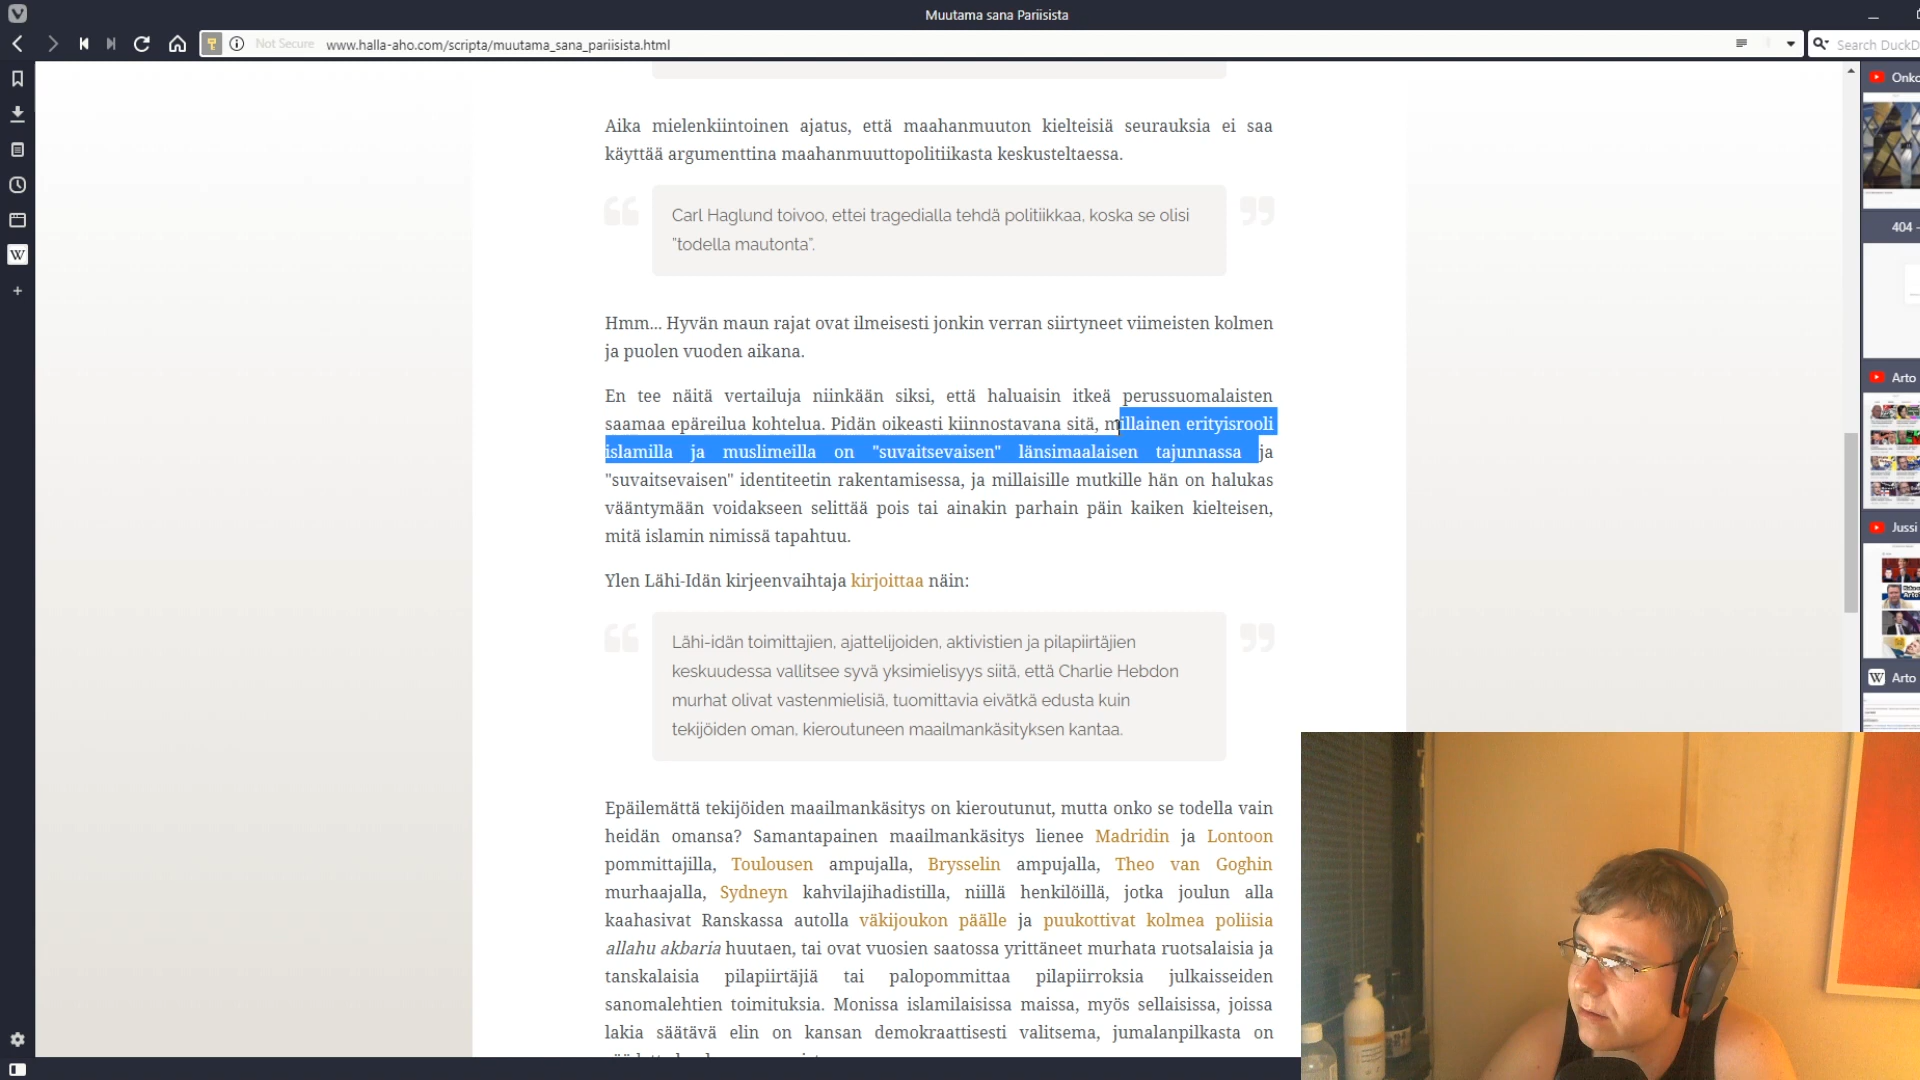 Muutama sana Pariisista
Not Secure
www.halla-aho.com/scripta/muutama_sana_pariisista.html
Search DuckD
Onko
404 -
Arto
Jussi
Arto
Aika mielenkiintoinen ajatus, että maahanmuuton kielteisiä seurauksia ei saa
käyttää argumenttina maahanmuuttopolitiikasta keskusteltaessa.
Carl Haglund toivoo, ettei tragedialla tehdä politiikkaa, koska se olisi
"todella mautonta".
Hmm... Hyvän maun rajat ovat ilmeisesti jonkin verran siirtyneet viimeisten kolmen
ja puolen vuoden aikana.
En tee näitä vertailuja niinkään siksi, että haluaisin itkeä perussuomalaisten
saamaa epäreilua kohtelua. Pidän oikeasti kiinnostavana sitä, millainen erityisrooli
islamilla ja muslimeilla on "suvaitsevaisen" länsimaalaisen tajunnassa ja
"suvaitsevaisen" identiteetin rakentamisessa, ja millaisille mutkille hän on halukas
vääntymään voidakseen selittää pois tai ainakin parhain päin kaiken kielteisen,
mitä islamin nimissä tapahtuu.
Ylen Lähi-Idän kirjeenvaihtaja kirjoittaa näin:
Lähi-idän toimittajien, ajattelijoiden, aktivistien ja pilapiirtäjien
keskuudessa vallitsee syvä yksimielisyys siitä, että Charlie Hebdon
murhat olivat vastenmielisiä, tuomittavia eivätkä edusta kuin
tekijöiden oman, kieroutuneen maailmankäsityksen kantaa.
Epäilemättä tekijöiden maailmankäsitys on kieroutunut, mutta onko se todella vain
heidän omansa? Samantapainen maailmankäsitys lienee Madridin ja Lontoon
pommittajilla, Toulousen ampujalla, Brysselin ampujalla, Theo van Goghin
murhaajalla, Sydneyn kahvilajihadistilla, niillä henkilöillä, jotka joulun alla
kaahasivat Ranskassa autolla väkijoukon päälle ja puukottivat kolmea poliisia
allahu akbaria huutaen, tai ovat vuosien saatossa yrittäneet murhata ruotsalaisia ja
tanskalaisia pilapiirtäjiä tai palopommittaa pilapiirroksia julkaisseiden
sanomalehtien toimituksia. Monissa islamilaisissa maissa, myös sellaisissa, joissa
lakia säätävä elin on kansan demokraattisesti valitsema, jumalanpilkasta on